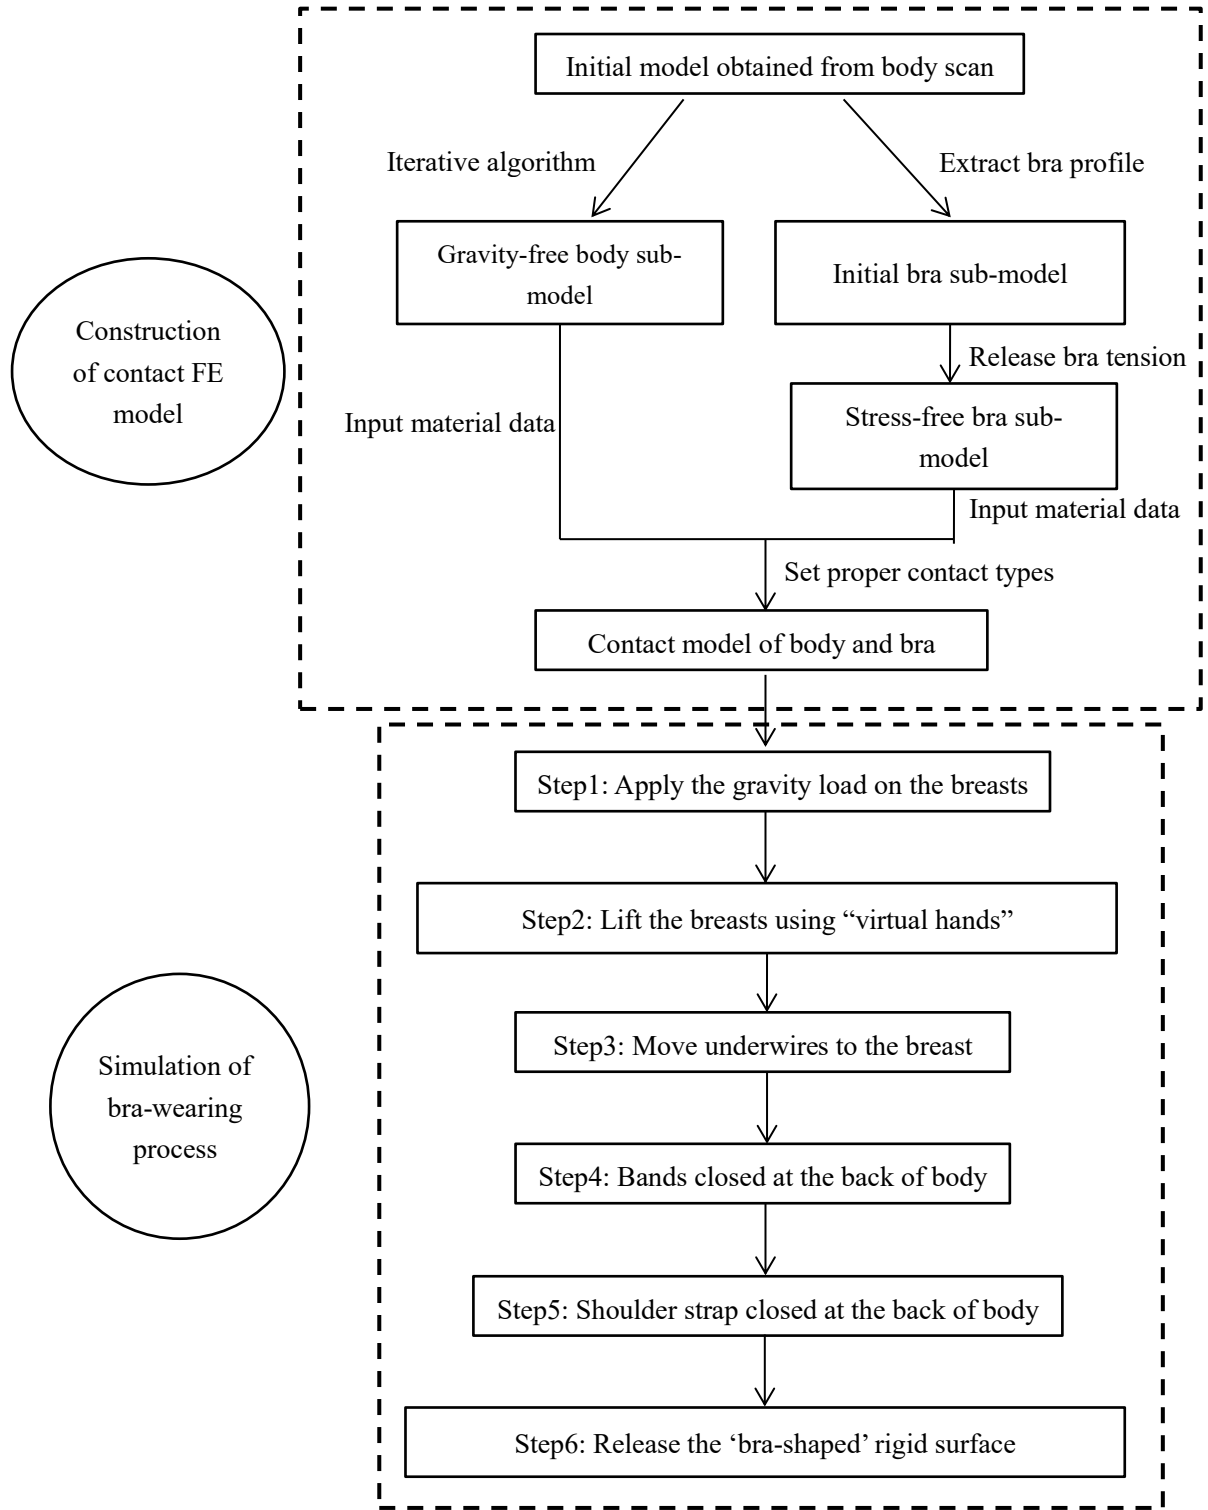 Initial model obtained from body scan
Iterative algorithm
Extract bra profile
Gravity-free body sub-
model
Initial bra sub-model
Construction
of contact FE
model
Release bra tension
Input material data
Stress-free bra sub-
model
Input material data
Set proper contact types
Contact model of body and bra
Step1: Apply the gravity load on the breasts
Step2: Lift the breasts using “virtual hands”
Simulation of
bra-wearing
process
Step3: Move underwires to the breast
Step4: Bands closed at the back of body
Step5: Shoulder strap closed at the back of body
Step6: Release the ‘bra-shaped’ rigid surface